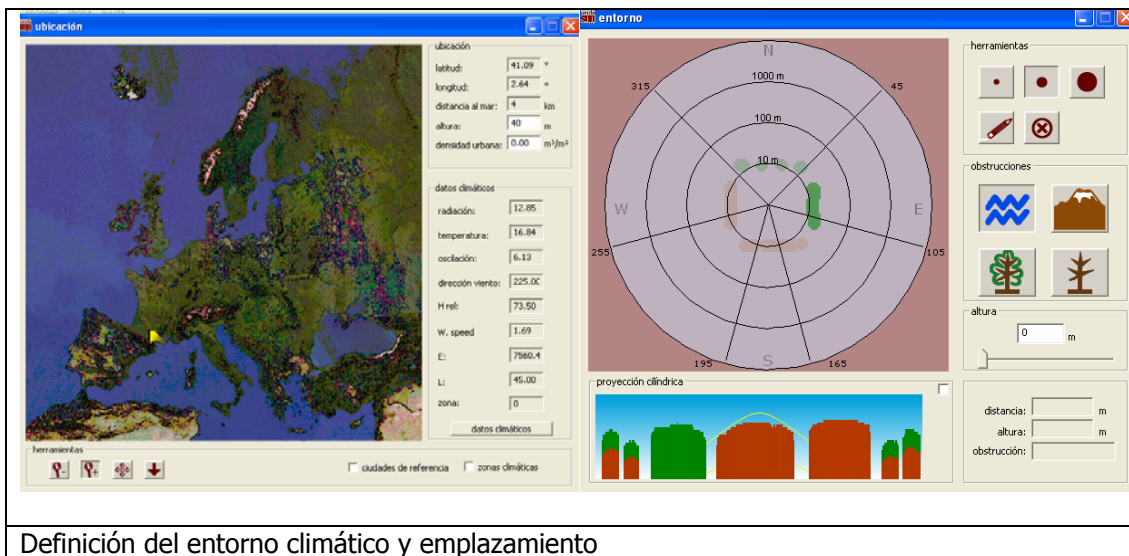 ubicación
ubicación
latitud: 41.09 °
longitud: 2.64 °
distancia al mar: 4 km
altura: 40 m
densidad urbana: 0.00 m³/m²
datos climáticos
radiación: 12.85
temperatura: 16.84
oscilación: 6.13
dirección viento: 225.0C
H rel: 73.50
W. speed 1.69
E: 7560.4
L: 45.00
zona: 0
datos climáticos
herramientas
ciudades de referencia
zonas climáticas
entorno
N
1000 m
315
45
100 m
10 m
W
E
255
105
195
S
165
herramientas
obstrucciones
altura
0 m
proyección cilíndrica
distancia: m
altura: m
obstrucción:
Definición del entorno climático y emplazamiento